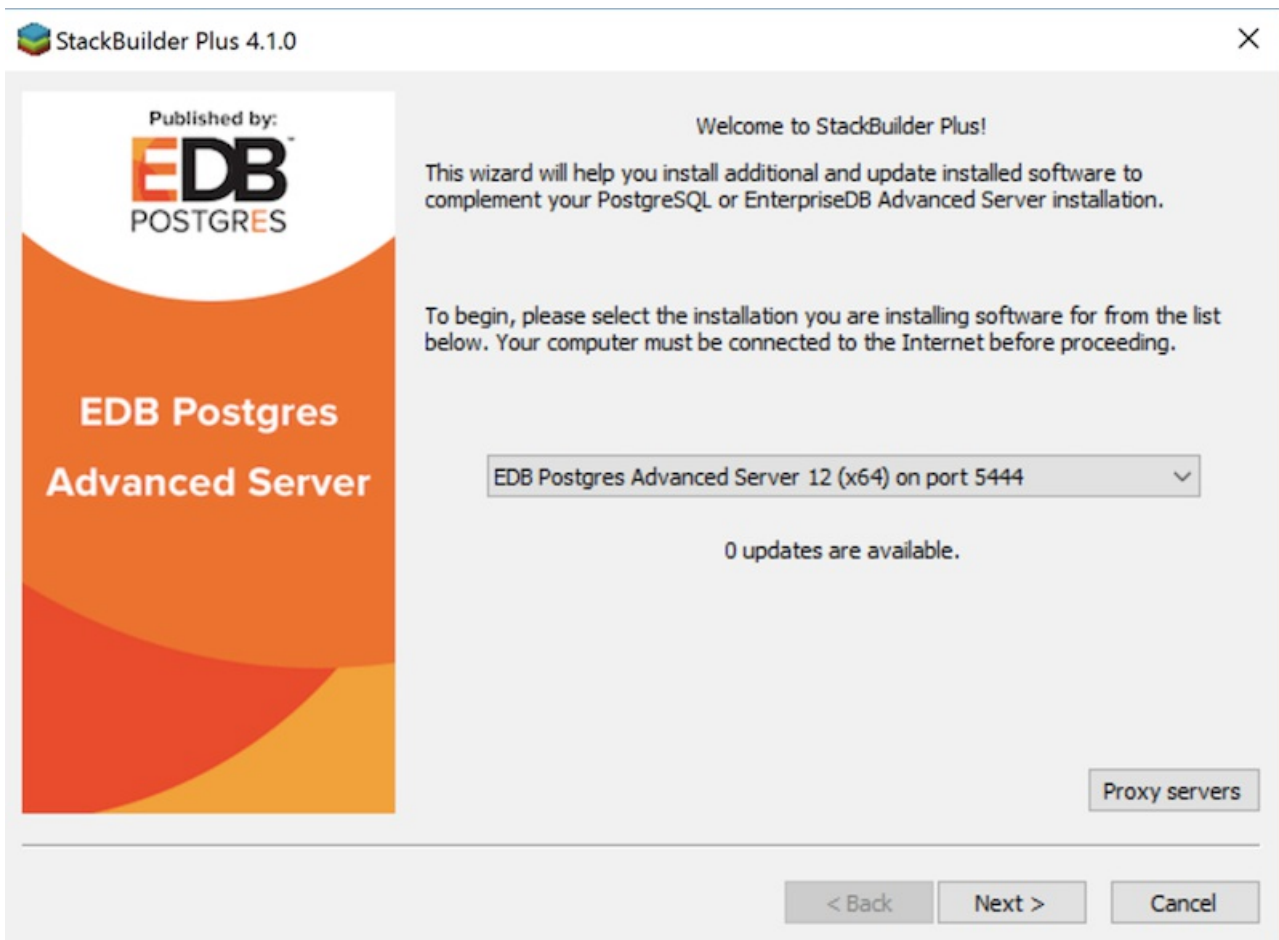 StackBuilder Plus 4.1.0
Published by:
EDB™
POSTGRES
EDB Postgres
Advanced Server
Welcome to StackBuilder Plus!
This wizard will help you install additional and update installed software to
complement your PostgreSQL or EnterpriseDB Advanced Server installation.
To begin, please select the installation you are installing software for from the list
below. Your computer must be connected to the Internet before proceeding.
EDB Postgres Advanced Server 12 (x64) on port 5444
0 updates are available.
Proxy servers
< Back
Next >
Cancel